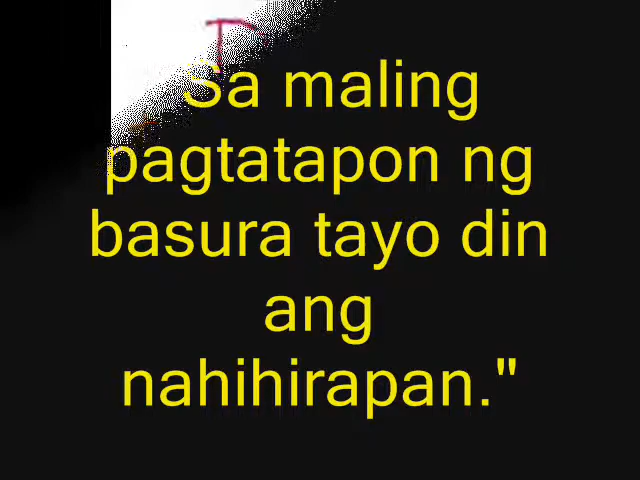 Sa maling
pagtatapon ng
basura tayo din
ang
nahihirapan."